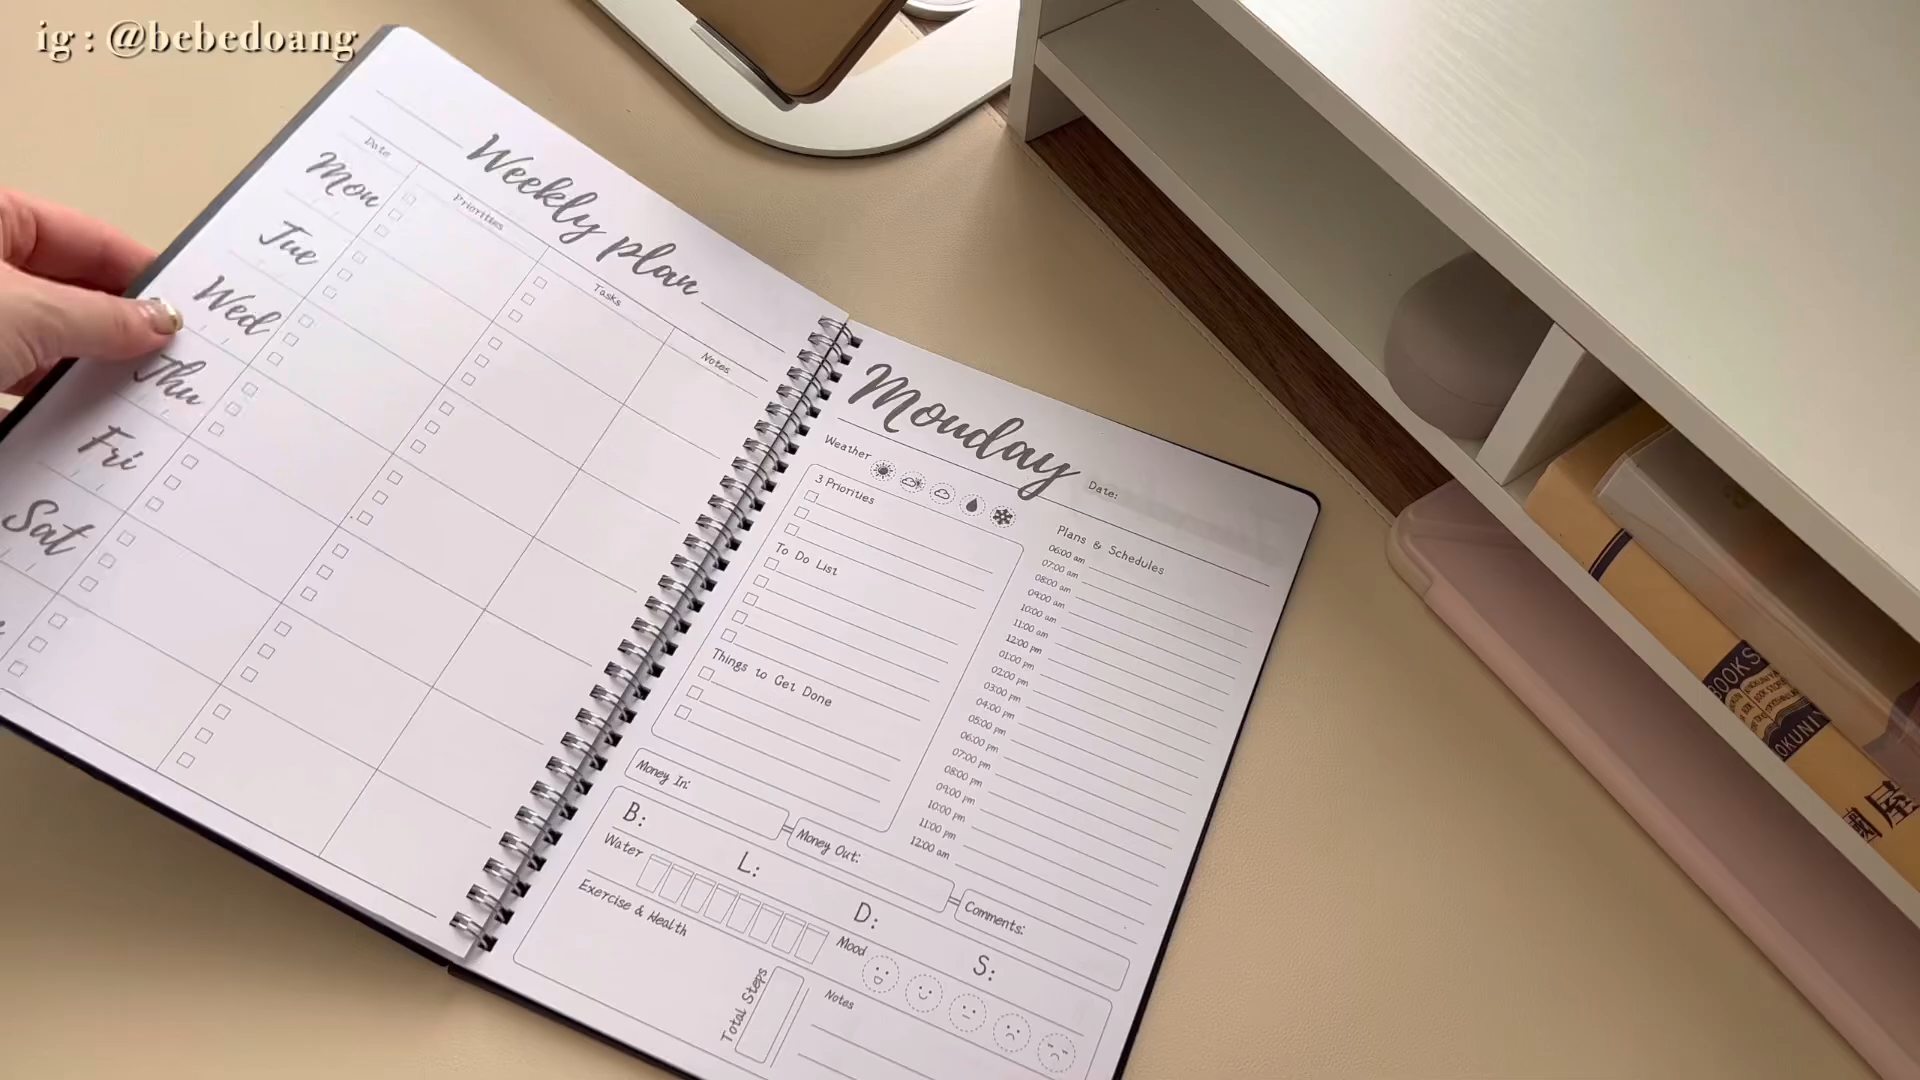 ig : @bebedoang
Weekly plan
Date
Priorities
Tasks
Notes
Mon
Tue
Wed
Thu
Fri
Sat
Monday
Weather
Date:
3 Priorities
To Do List
Things to Get Done
Plans & Schedules
06:00 am
07:00 am
08:00 am
09:00 am
10:00 am
11:00 am
12:00 pm
01:00 pm
02:00 pm
03:00 pm
04:00 pm
05:00 pm
06:00 pm
07:00 pm
08:00 pm
09:00 pm
10:00 pm
11:00 pm
12:00 am
Money In:
Money Out:
Comments:
B:
L:
D:
S:
Water
Mood
Exercise & Health
Total Steps
Notes
BOOKS
OKUNI
屋